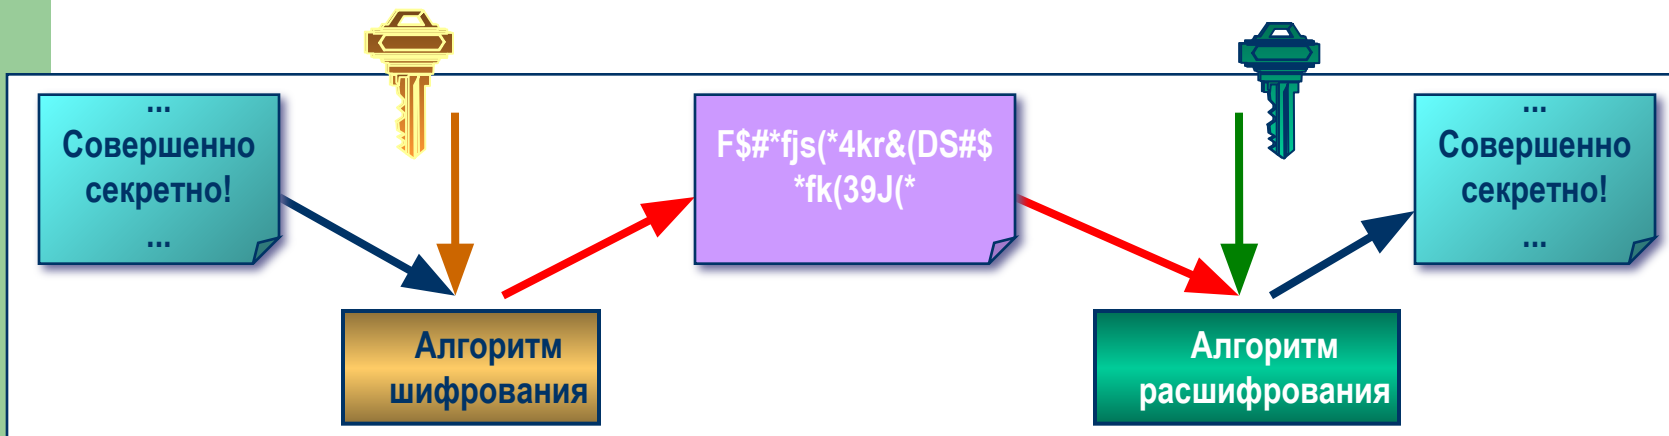 ...
Совершенно
секретно!
...
F$#*fjs(*4kr&(DS#$
*fk(39J(*
...
Совершенно
секретно!
...
Алгоритм
шифрования
Алгоритм
расшифрования